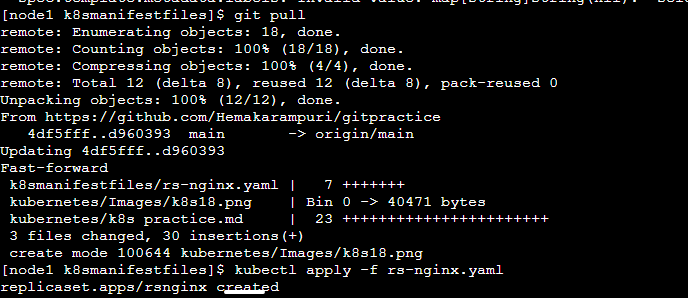 [node1 k8smanifestfiles]$ git pull
remote: Enumerating objects: 18, done.
remote: Counting objects: 100% (18/18), done.
remote: Compressing objects: 100% (4/4), done.
remote: Total 12 (delta 8), reused 12 (delta 8), pack-reused 0
Unpacking objects: 100% (12/12), done.
From https://github.com/Hemakarampuri/gitpractice
   4df5fff..d960393  main       -> origin/main
Updating 4df5fff..d960393
Fast-forward
 k8smanifestfiles/rs-nginx.yaml |   7 +++++++
 kubernetes/Images/k8s18.png    | Bin 0 -> 40471 bytes
 kubernetes/k8s practice.md     |  23 +++++++++++++++++++++++
 3 files changed, 30 insertions(+)
 create mode 100644 kubernetes/Images/k8s18.png
[node1 k8smanifestfiles]$ kubectl apply -f rs-nginx.yaml
replicaset.apps/rsnginx created